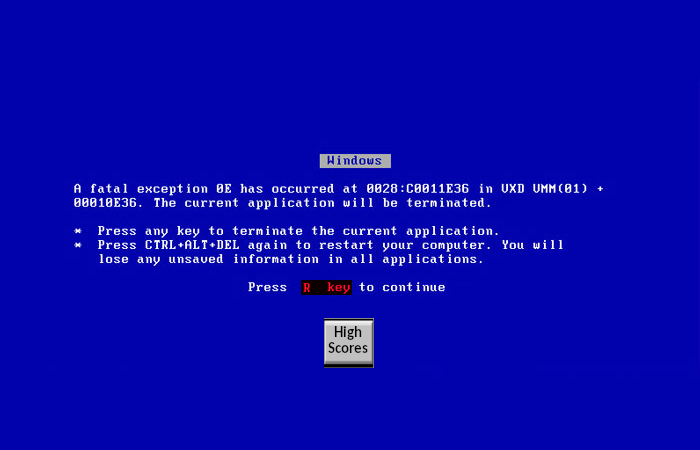 Windows
A fatal exception 0E has occurred at 0028:C0011E36 in VXD VMM(01) +
00010E36. The current application will be terminated.
* Press any key to terminate the current application.
* Press CTRL+ALT+DEL again to restart your computer. You will
lose any unsaved information in all applications.
Press R key to continue
High
Scores